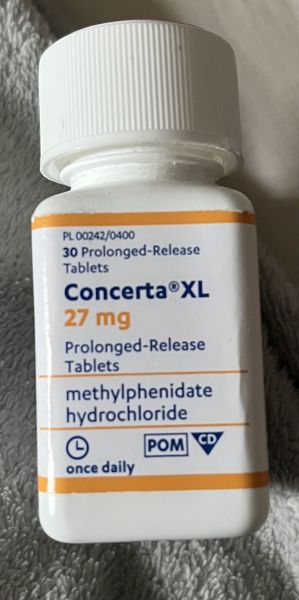 PL 00242/0400
30 Prolonged-Release
Tablets
Concerta® XL
27 mg
Prolonged-Release
Tablets
methylphenidate
hydrochloride
POM CD
once daily